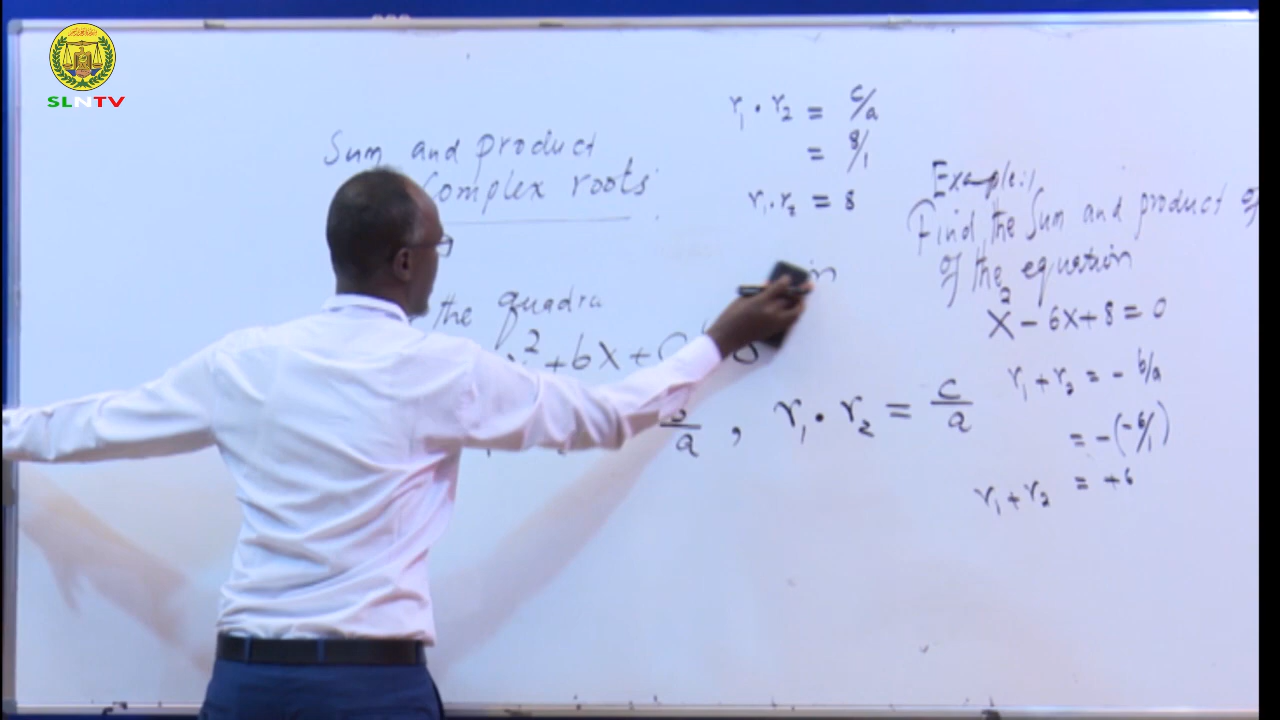 SLNTV
Sum and product
Complex roots.
the quadra
x² + bx + c
a , r₁ · r₂ = c/a
r₁ · r₂ = c/a
= 8/1
r₁ · r₂ = 8
Example: 1
Find the Sum and product of
of the equation
x² - 6x + 8 = 0
r₁ + r₂ = - b/a
= -(-6/1)
r₁ + r₂ = +6